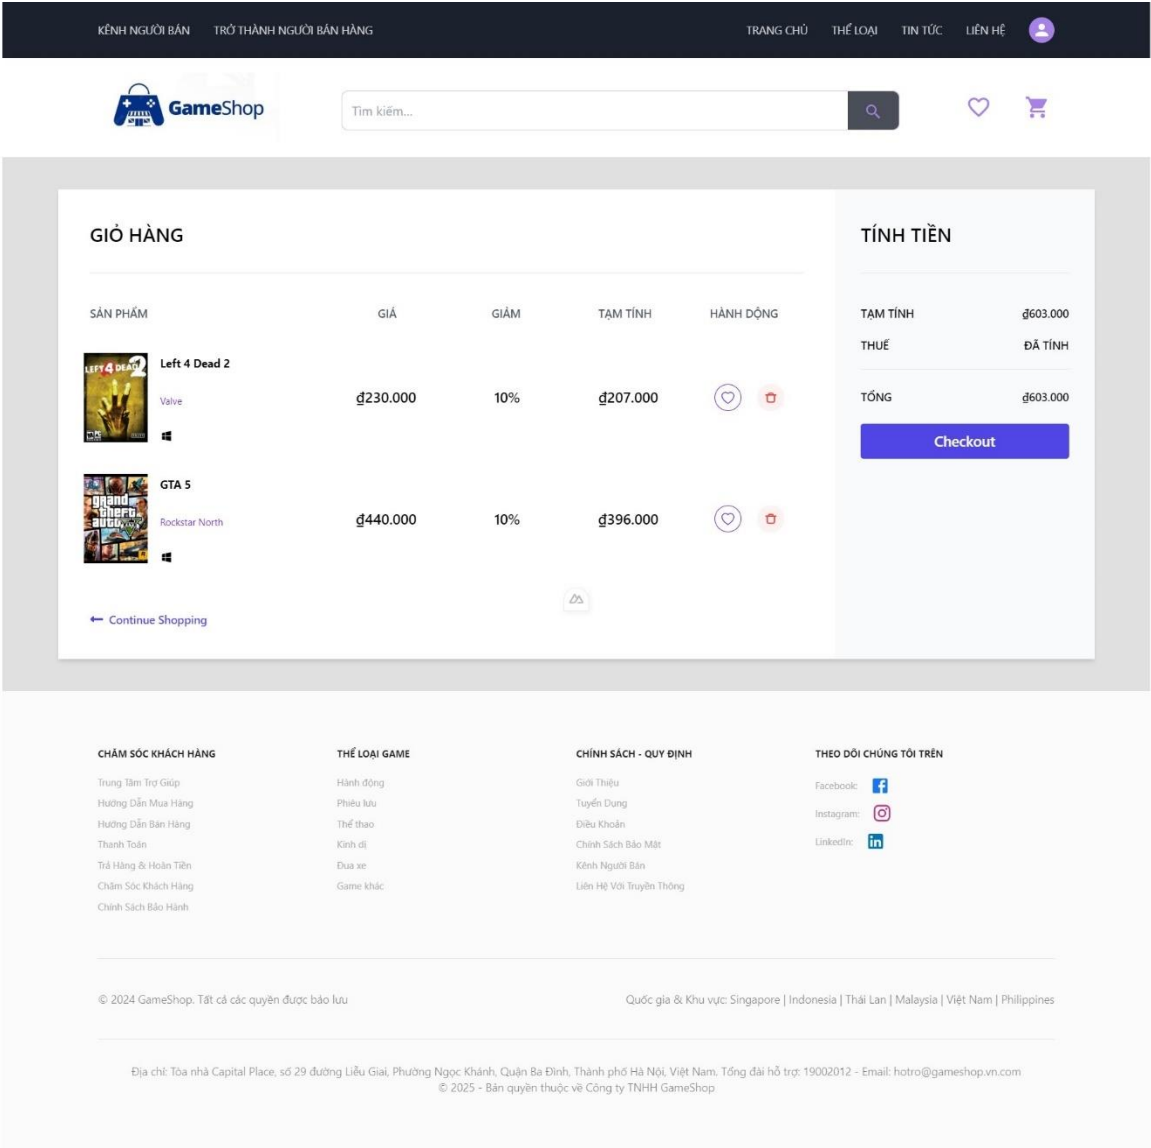 KÊNH NGƯỜI BÁN TRỞ THÀNH NGƯỜI BÁN HÀNG TRANG CHỦ THỂ LOẠI TIN TỨC LIÊN HỆ
GameShop Tìm kiếm...
GIỎ HÀNG
SẢN PHẨM GIÁ GIẢM TẠM TÍNH HÀNH ĐỘNG
LEFT 4 DEAD 2
Left 4 Dead 2
Valve
₫230.000 10% ₫207.000
grand theft auto V
GTA 5
Rockstar North
₫440.000 10% ₫396.000
Continue Shopping
TÍNH TIỀN
TẠM TÍNH ₫603.000
THUẾ ĐÃ TÍNH
TỔNG ₫603.000
Checkout
CHĂM SÓC KHÁCH HÀNG
Trung Tâm Trợ Giúp
Hướng Dẫn Mua Hàng
Hướng Dẫn Bán Hàng
Thanh Toán
Trả Hàng & Hoàn Tiền
Chăm Sóc Khách Hàng
Chính Sách Bảo Hành
THỂ LOẠI GAME
Hành động
Phiêu lưu
Thể thao
Kinh dị
Đua xe
Game khác
CHÍNH SÁCH - QUY ĐỊNH
Giới Thiệu
Tuyển Dụng
Điều Khoản
Chính Sách Bảo Mật
Kênh Người Bán
Liên Hệ Với Truyền Thông
THEO DÕI CHÚNG TÔI TRÊN
Facebook:
Instagram:
LinkedIn:
© 2024 GameShop. Tất cả các quyền được bảo lưu
Quốc gia & Khu vực: Singapore | Indonesia | Thái Lan | Malaysia | Việt Nam | Philippines
Địa chỉ: Tòa nhà Capital Place, số 29 đường Liễu Giai, Phường Ngọc Khánh, Quận Ba Đình, Thành phố Hà Nội, Việt Nam. Tổng đài hỗ trợ: 19002012 - Email: hotro@gameshop.vn.com
© 2025 - Bản quyền thuộc về Công ty TNHH GameShop